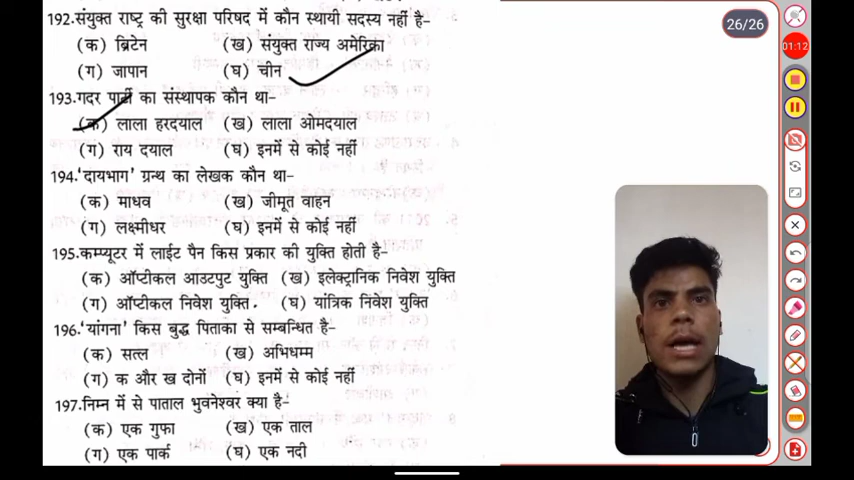 192.संयुक्त राष्ट्र की सुरक्षा परिषद में कौन स्थायी सदस्य नहीं है-
(क) ब्रिटेन (ख) संयुक्त राज्य अमेरिका
(ग) जापान (घ) चीन
193.गदर पार्टी का संस्थापक कौन था-
(क) लाला हरदयाल (ख) लाला ओमदयाल
(ग) राय दयाल (घ) इनमें से कोई नहीं
194.'दायभाग' ग्रन्थ का लेखक कौन था-
(क) माधव (ख) जीमूत वाहन
(ग) लक्ष्मीधर (घ) इनमें से कोई नहीं
195.कम्प्यूटर में लाईट पैन किस प्रकार की युक्ति होती है-
(क) ऑप्टीकल आउटपुट युक्ति (ख) इलेक्ट्रानिक निवेश युक्ति
(ग) ऑप्टीकल निवेश युक्ति. (घ) यांत्रिक निवेश युक्ति
196.'यांगना' किस बुद्ध पिताका से सम्बन्धित है-
(क) सत्ल (ख) अभिधम्म
(ग) क और ख दोनों (घ) इनमें से कोई नहीं
197.निम्न में से पाताल भुवनेश्वर क्या है-
(क) एक गुफा (ख) एक ताल
(ग) एक पार्क (घ) एक नदी
26/26
1:12